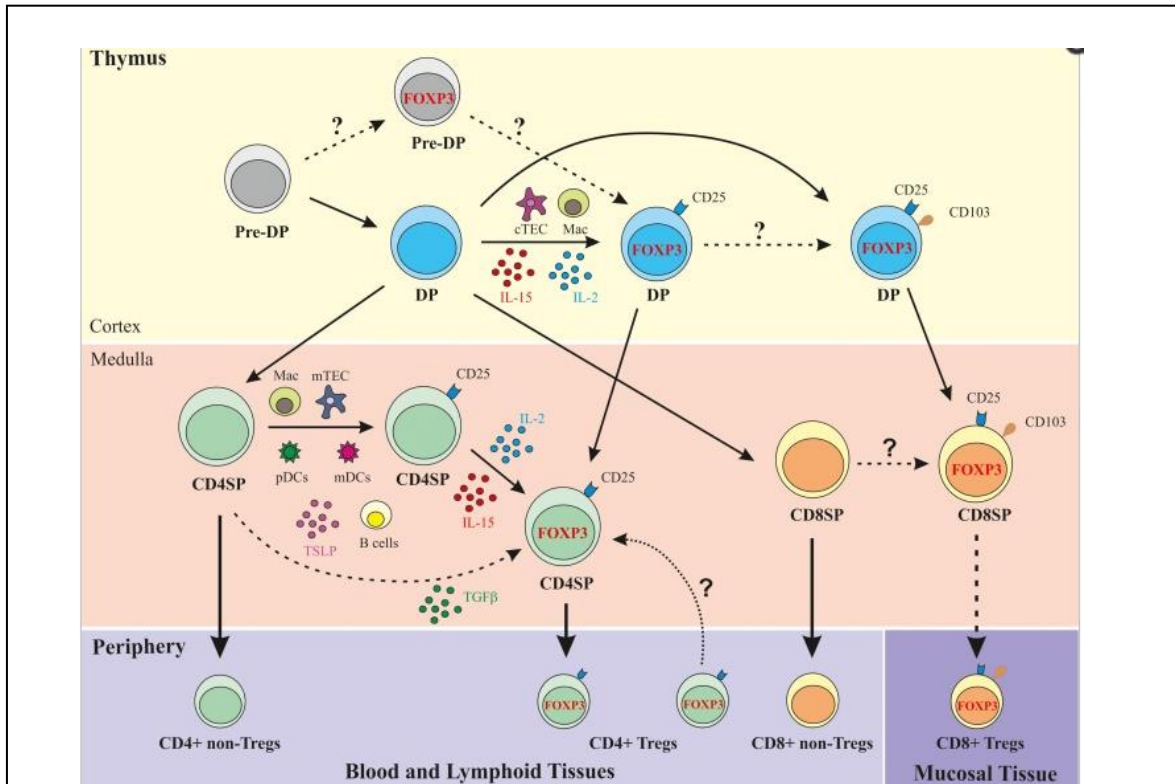 Thymus
FOXP3
?
?
Pre-DP
CD25
CD103
cTEC
Mac
Pre-DP
FOXP3
?
FOXP3
IL-15
IL-2
DP
DP
DP
Cortex
Medulla
Mac
mTEC
CD25
CD25
CD103
IL-2
?
pDCs
mDCs
CD4SP
CD4SP
CD25
FOXP3
IL-15
CD8SP
CD8SP
TSLP
B cells
FOXP3
CD4SP
?
TGFβ
Periphery
FOXP3
FOXP3
FOXP3
CD4+ non-Tregs
CD4+ Tregs
CD8+ non-Tregs
CD8+ Tregs
Blood and Lymphoid Tissues
Mucosal Tissue